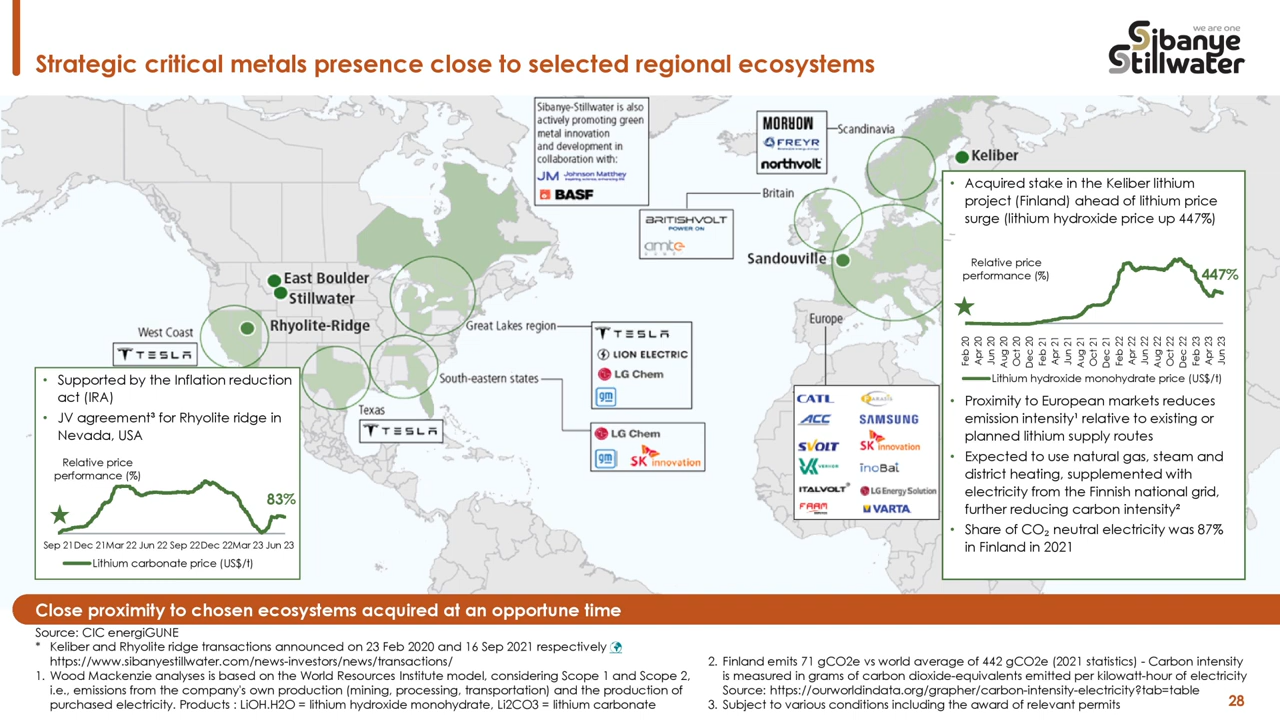 we are one
Sibanye
Stillwater
Strategic critical metals presence close to selected regional ecosystems
Sibanye-Stillwater is also
actively promoting green
metal innovation
and development in
collaboration with:
JM Johnson Matthey
BASF
MORROW
FREYR
northvolt
Scandinavia
Keliber
Britain
BRITISHVOLT
POWER ON
amte
Sandouville
East Boulder
Stillwater
Rhyolite-Ridge
West Coast
TESLA
Great Lakes region
TESLA
LION ELECTRIC
LG Chem
gm
South-eastern states
LG Chem
gm
SK innovation
Texas
TESLA
Europe
CATL
FARASIS
ACC
SAMSUNG
SVOLT
SK innovation
VERKOR
inoBat
ITALVOLT
LG Energy Solution
FAAM
VARTA
• Supported by the Inflation reduction
act (IRA)
• JV agreement³ for Rhyolite ridge in
Nevada, USA
Relative price
performance (%)
83%
Sep 21 Dec 21 Mar 22 Jun 22 Sep 22 Dec 22 Mar 23 Jun 23
Lithium carbonate price (US$/t)
• Acquired stake in the Keliber lithium
project (Finland) ahead of lithium price
surge (lithium hydroxide price up 447%)
Relative price
performance (%)
447%
Feb 20 Apr 20 Jun 20 Aug 20 Oct 20 Dec 20 Feb 21 Apr 21 Jun 21 Aug 21 Oct 21 Dec 21 Feb 22 Apr 22 Jun 22 Aug 22 Oct 22 Dec 22 Feb 23 Apr 23 Jun 23
Lithium hydroxide monohydrate price (US$/t)
• Proximity to European markets reduces
emission intensity¹ relative to existing or
planned lithium supply routes
• Expected to use natural gas, steam and
district heating, supplemented with
electricity from the Finnish national grid,
further reducing carbon intensity²
• Share of CO₂ neutral electricity was 87%
in Finland in 2021
Close proximity to chosen ecosystems acquired at an opportune time
Source: CIC energiGUNE
* Keliber and Rhyolite ridge transactions announced on 23 Feb 2020 and 16 Sep 2021 respectively
https://www.sibanyestillwater.com/news-investors/news/transactions/
1. Wood Mackenzie analyses is based on the World Resources Institute model, considering Scope 1 and Scope 2,
i.e., emissions from the company's own production (mining, processing, transportation) and the production of
purchased electricity. Products : LiOH.H2O = lithium hydroxide monohydrate, Li2CO3 = lithium carbonate
2. Finland emits 71 gCO2e vs world average of 442 gCO2e (2021 statistics) - Carbon intensity
is measured in grams of carbon dioxide-equivalents emitted per kilowatt-hour of electricity
Source: https://ourworldindata.org/grapher/carbon-intensity-electricity?tab=table
3. Subject to various conditions including the award of relevant permits
28